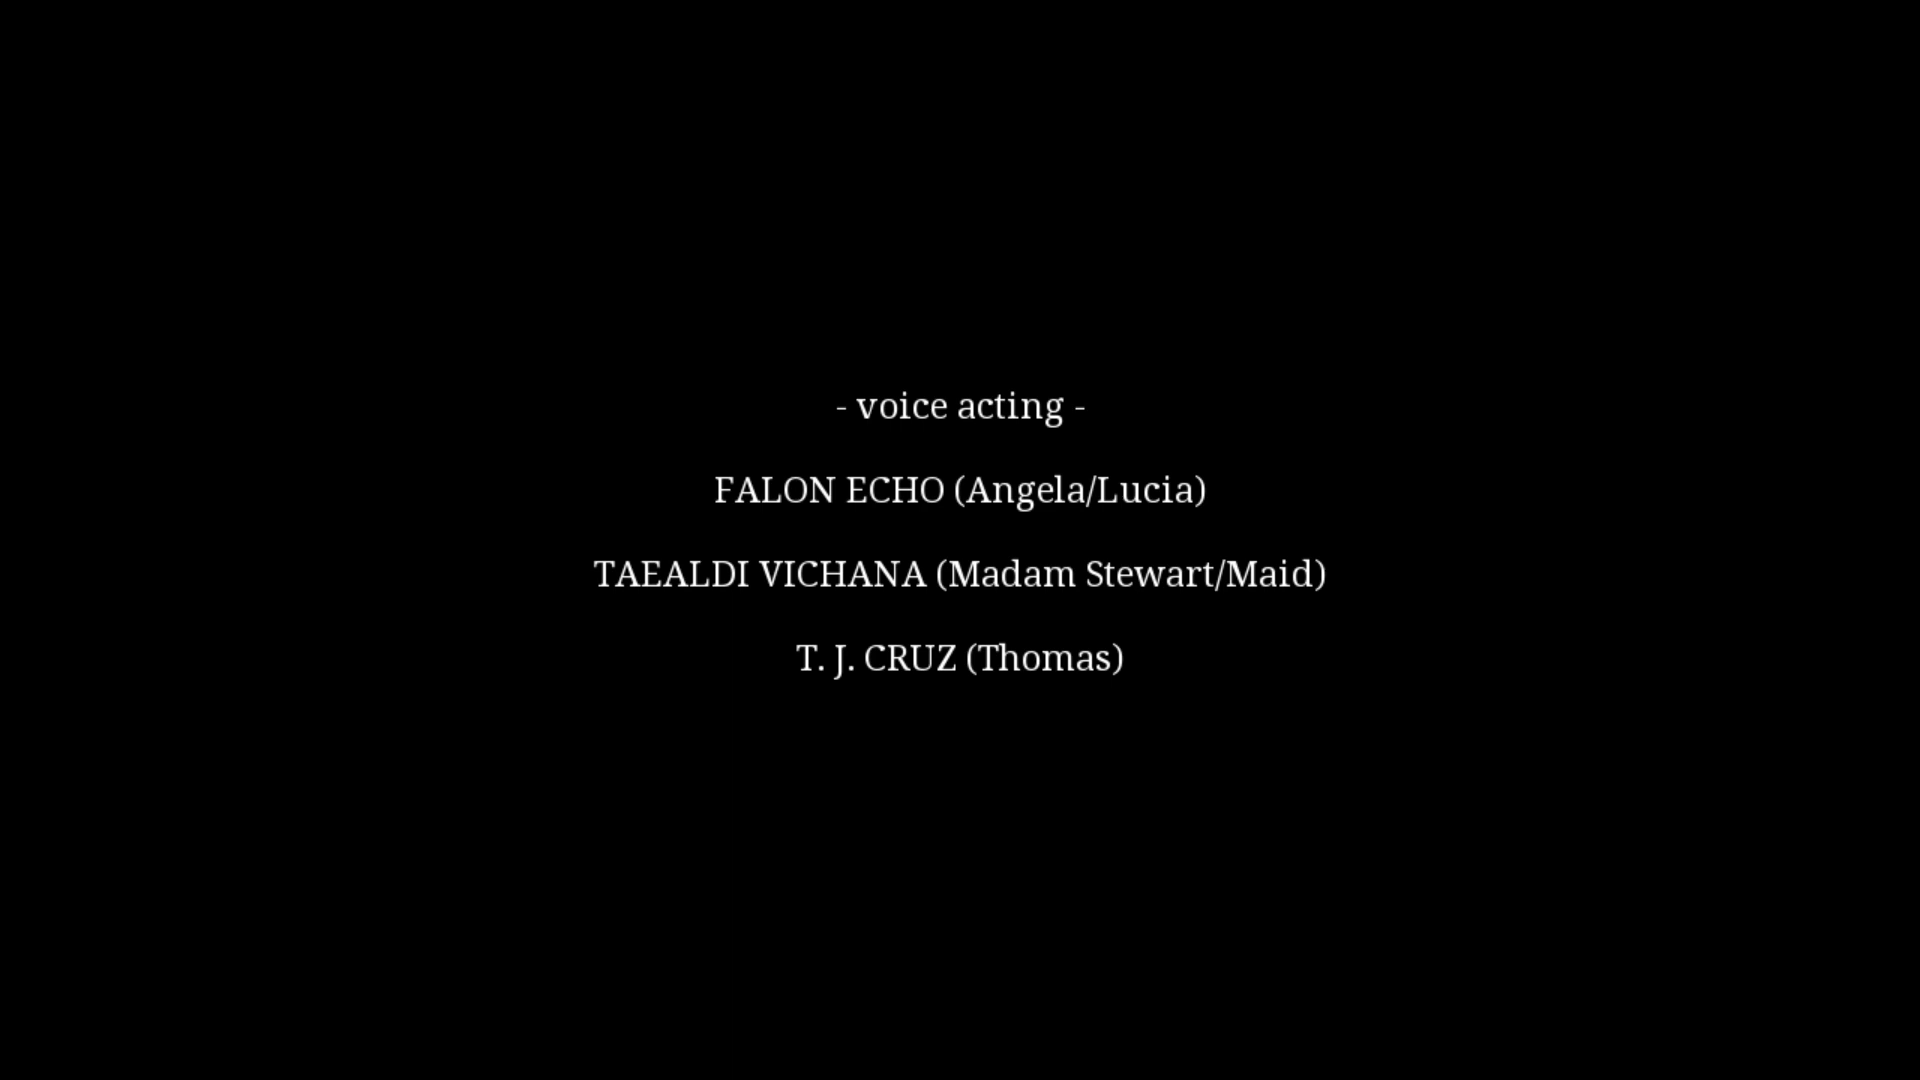 - voice acting -
FALON ECHO (Angela/Lucia)
TAEALDI VICHANA (Madam Stewart/Maid)
T. J. CRUZ (Thomas)